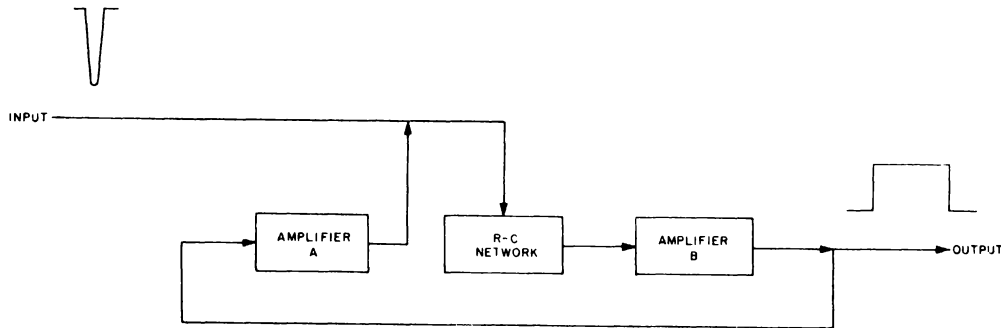 INPUT
AMPLIFIER
A
R-C
NETWORK
AMPLIFIER
B
OUTPUT